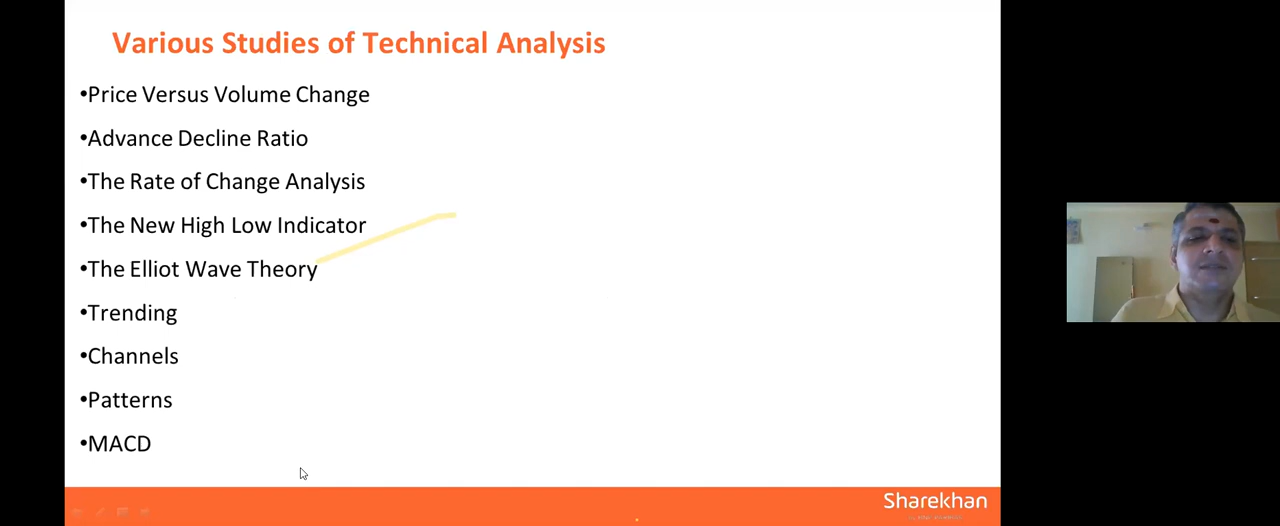 Various Studies of Technical Analysis
•Price Versus Volume Change
•Advance Decline Ratio
•The Rate of Change Analysis
•The New High Low Indicator
•The Elliot Wave Theory
•Trending
•Channels
•Patterns
•MACD
Sharekhan